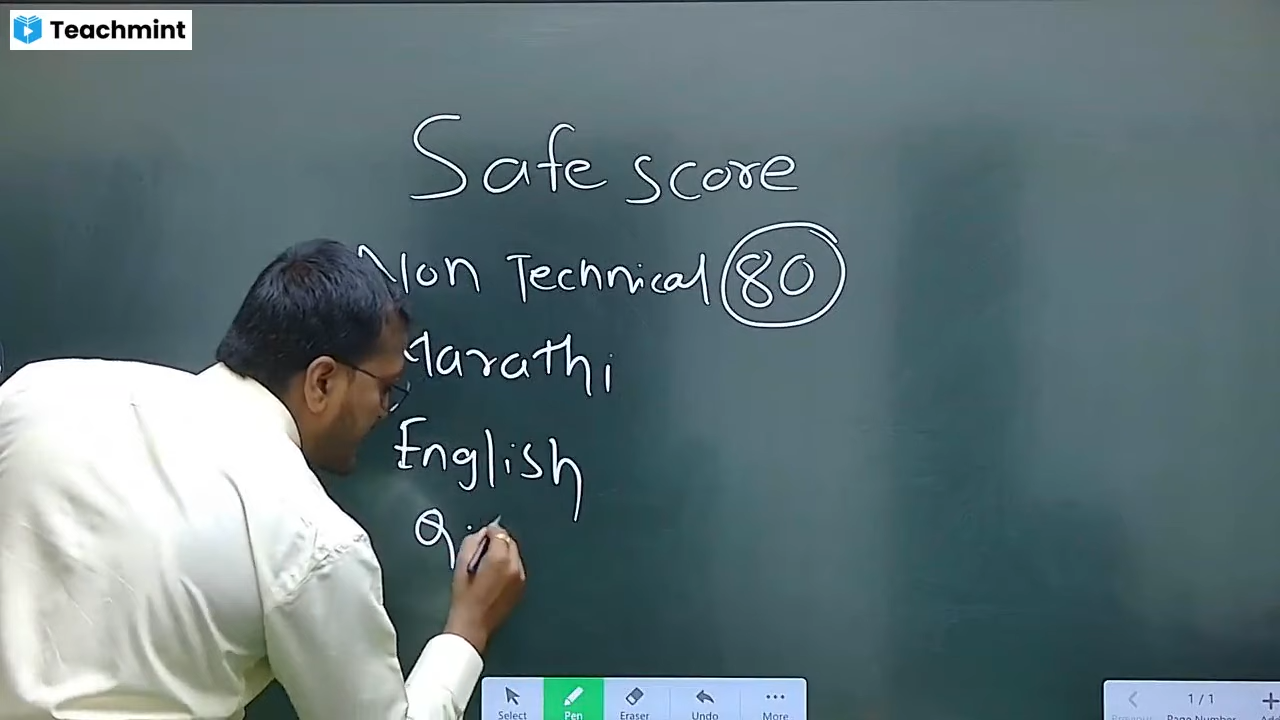 Teachmint
Safe score
Non Technical 80
Marathi
English
Select Pen Eraser Undo More
1/1
Page Number